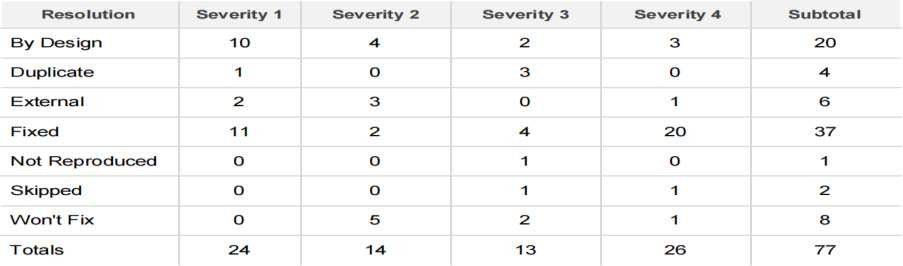 Resolution Severity 1 Severity 2 Severity 3 Severity 4 Subtotal
By Design 10 4 2 3 20
Duplicate 1 0 3 0 4
External 2 3 0 1 6
Fixed 11 2 4 20 37
Not Reproduced 0 0 1 0 1
Skipped 0 0 1 1 2
Won't Fix 0 5 2 1 8
Totals 24 14 13 26 77